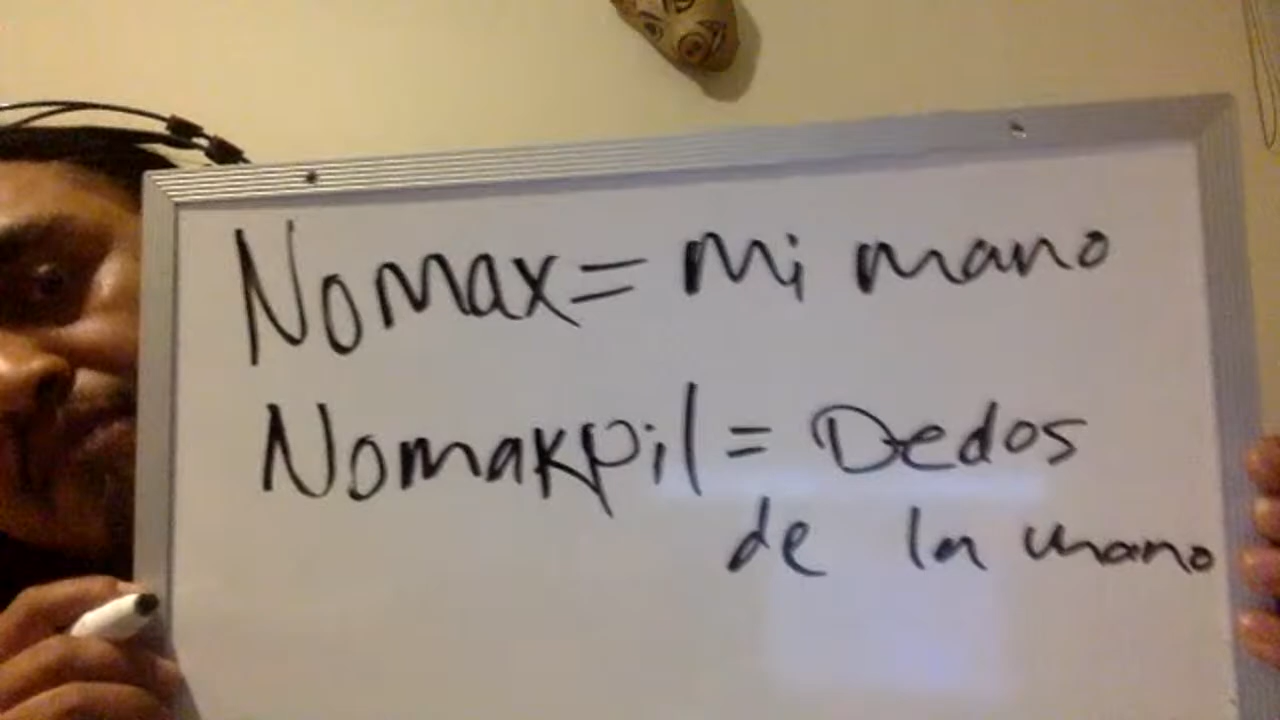 Nomax = mi mano
Nomakpil = Dedos
de la mano